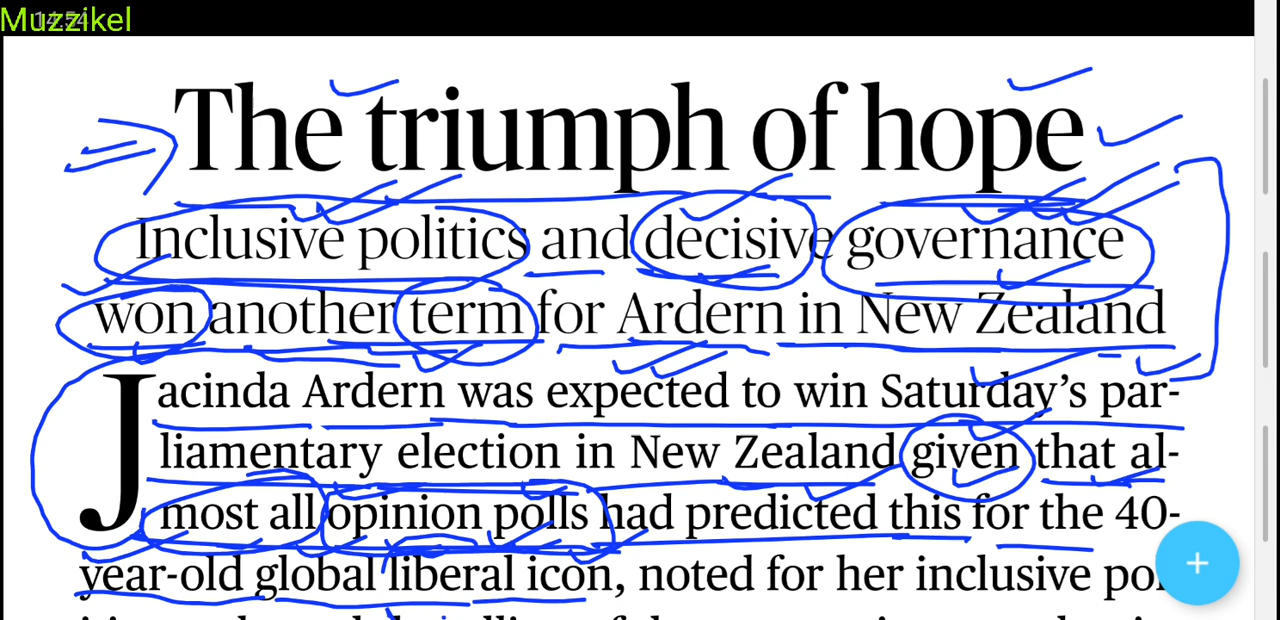 Muzzikel
14:54
The triumph of hope
Inclusive politics and decisive governance
won another term for Ardern in New Zealand
Jacinda Ardern was expected to win Saturday's par-
liamentary election in New Zealand given that al-
most all opinion polls had predicted this for the 40-
year-old global liberal icon, noted for her inclusive